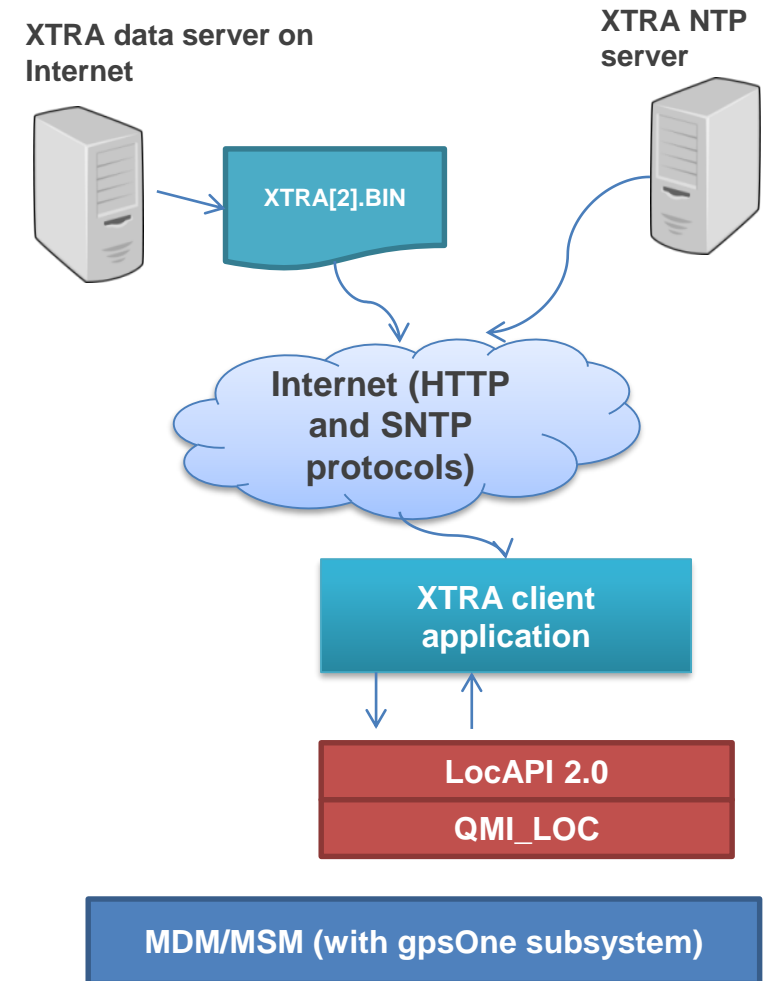 XTRA data server on
Internet
XTRA NTP
server
XTRA[2].BIN
Internet (HTTP
and SNTP
protocols)
XTRA client
application
LocAPI 2.0
QMI_LOC
MDM/MSM (with gpsOne subsystem)